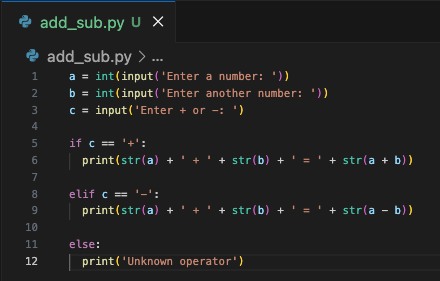 add_sub.py U ×
add_sub.py > ...
1 a = int(input('Enter a number: '))
2 b = int(input('Enter another number: '))
3 c = input('Enter + or -: ')
4
5 if c == '+':
6 print(str(a) + ' + ' + str(b) + ' = ' + str(a + b))
7
8 elif c == '-':
9 print(str(a) + ' + ' + str(b) + ' = ' + str(a - b))
10
11 else:
12 print('Unknown operator')